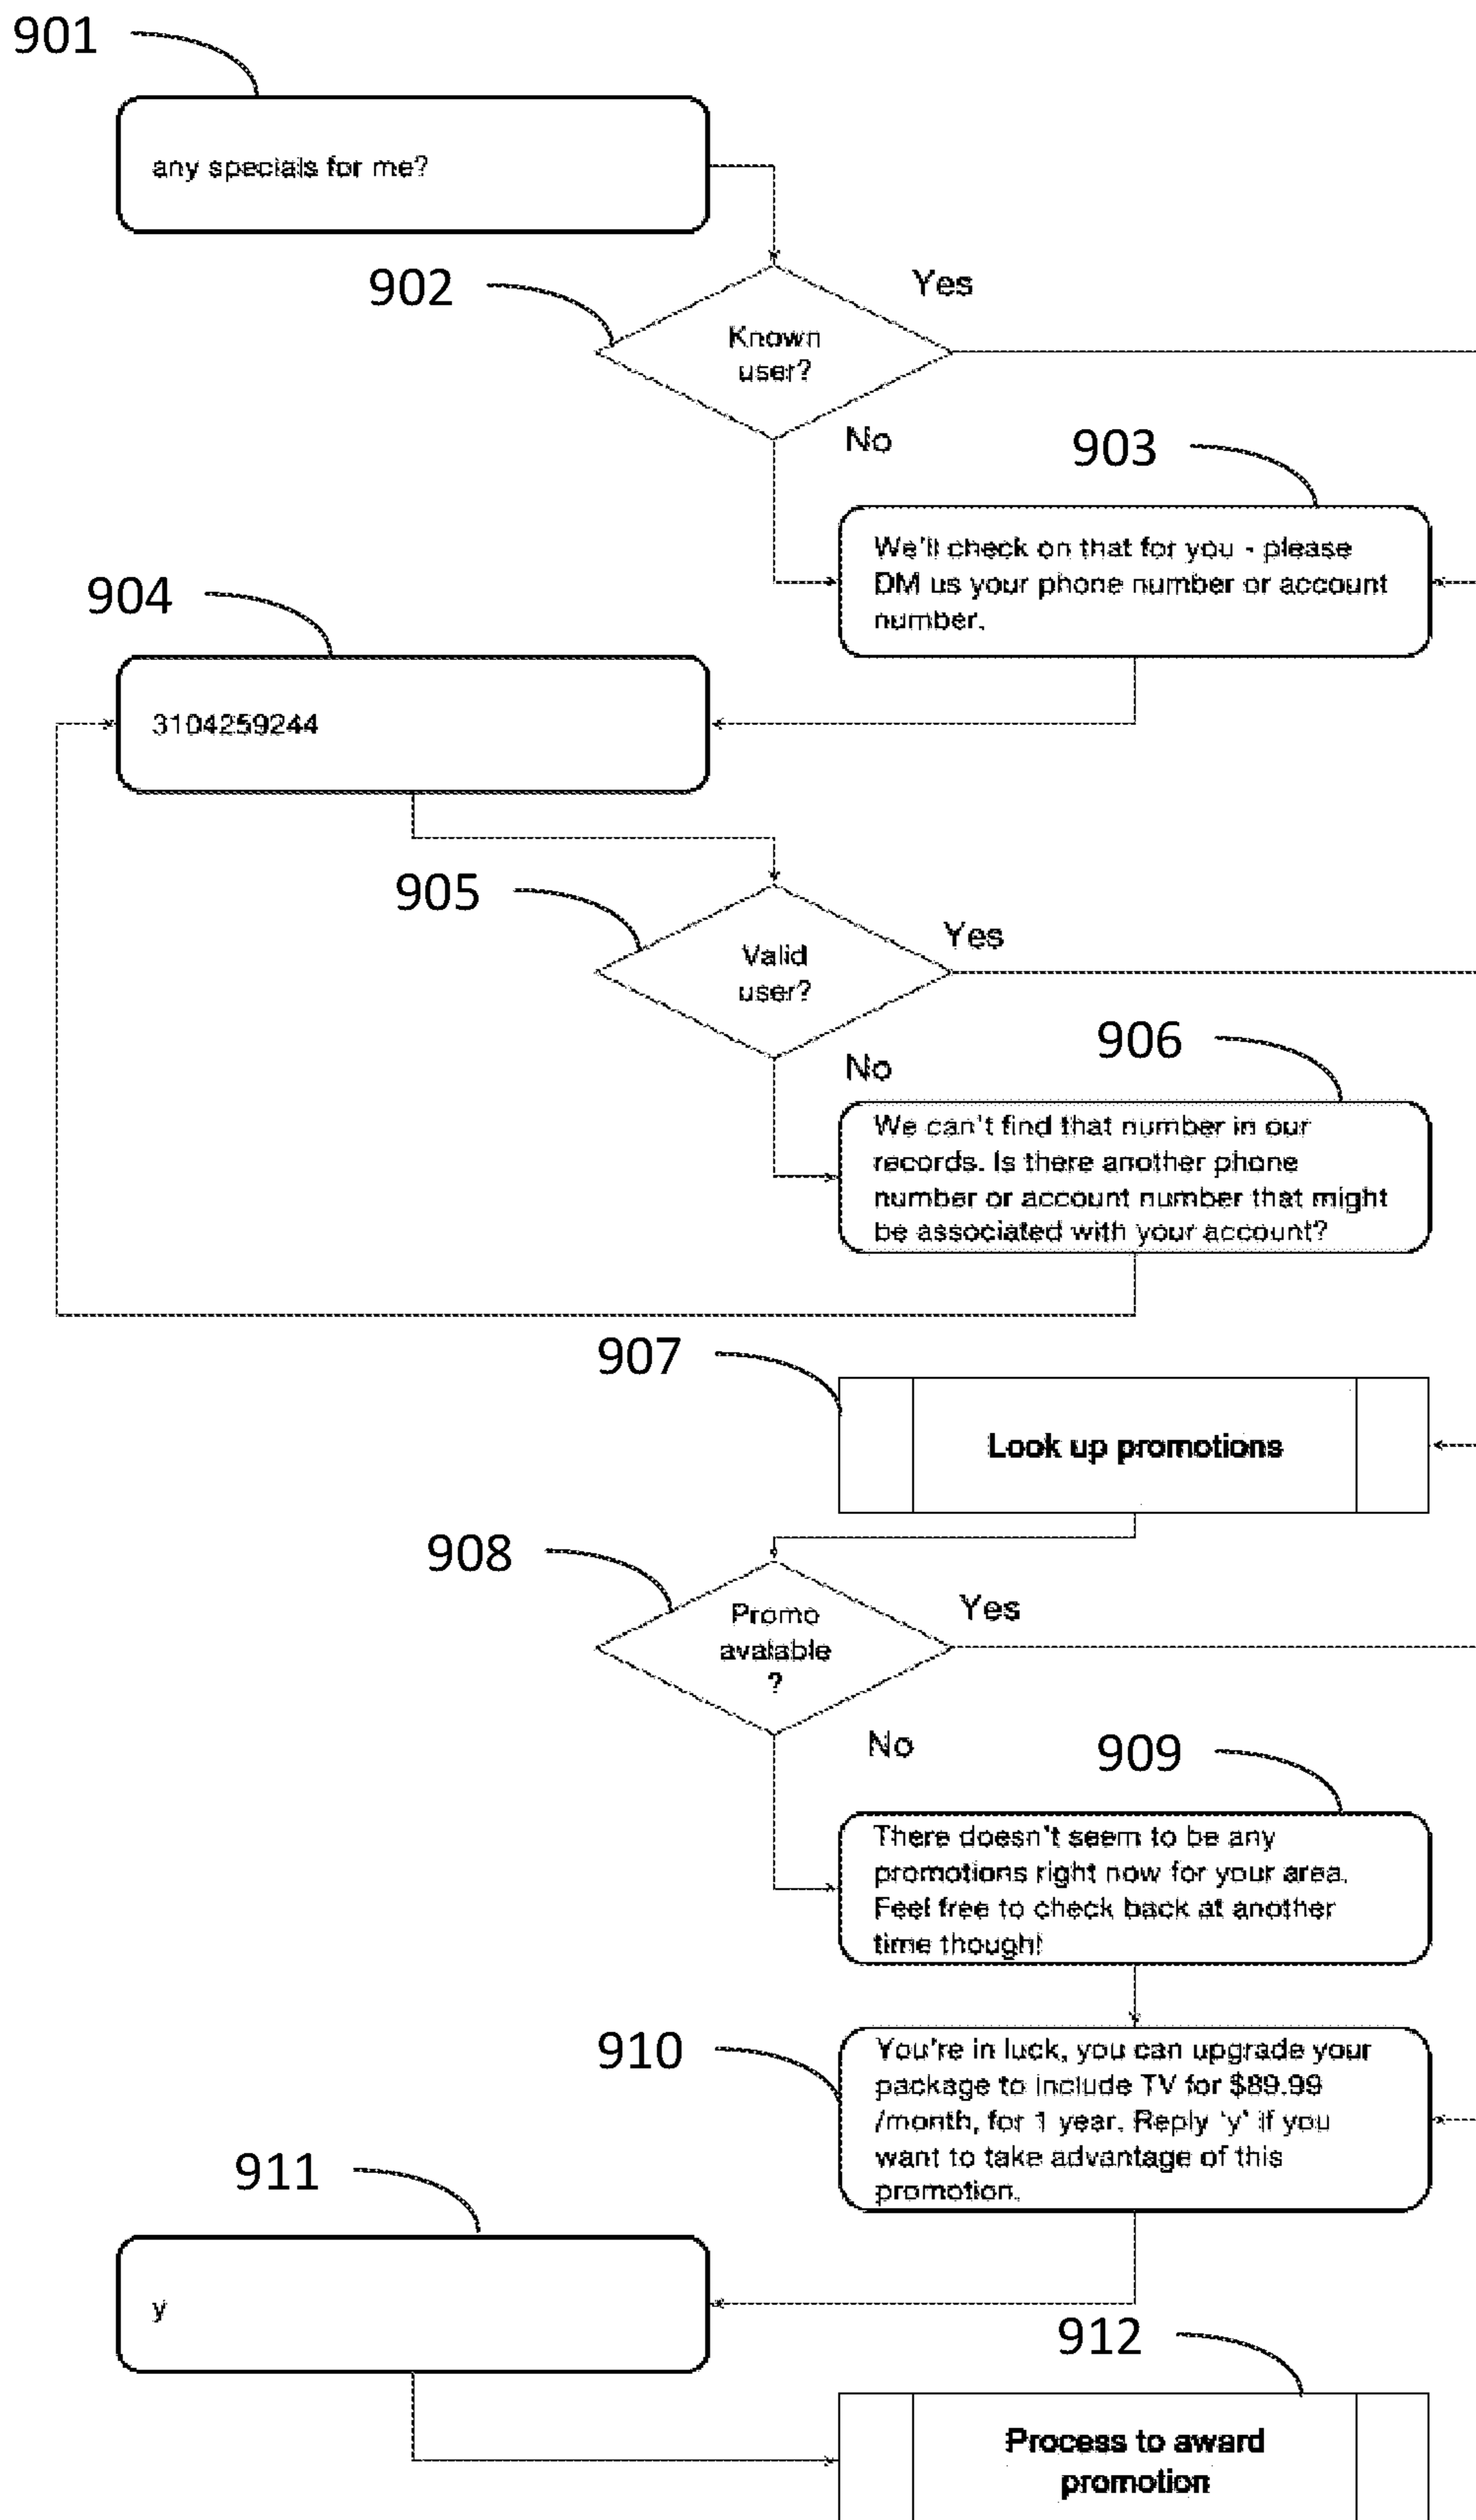 901
any specials for me?
902
Yes
Known
user?
No
903
We'll check on that for you - please
DM us your phone number or account
number.
904
3104259244
905
Yes
Valid
user?
No
906
We can't find that number in our
records. Is there another phone
number or account number that might
be associated with your account?
907
Look up promotions
908
Yes
Promo
avalable
?
No
909
There doesn't seem to be any
promotions right now for your area.
Feel free to check back at another
time though!
910
You're in luck, you can upgrade your
package to include TV for $89.99
/month, for 1 year. Reply 'y' if you
want to take advantage of this
promotion.
911
y
912
Process to award
promotion